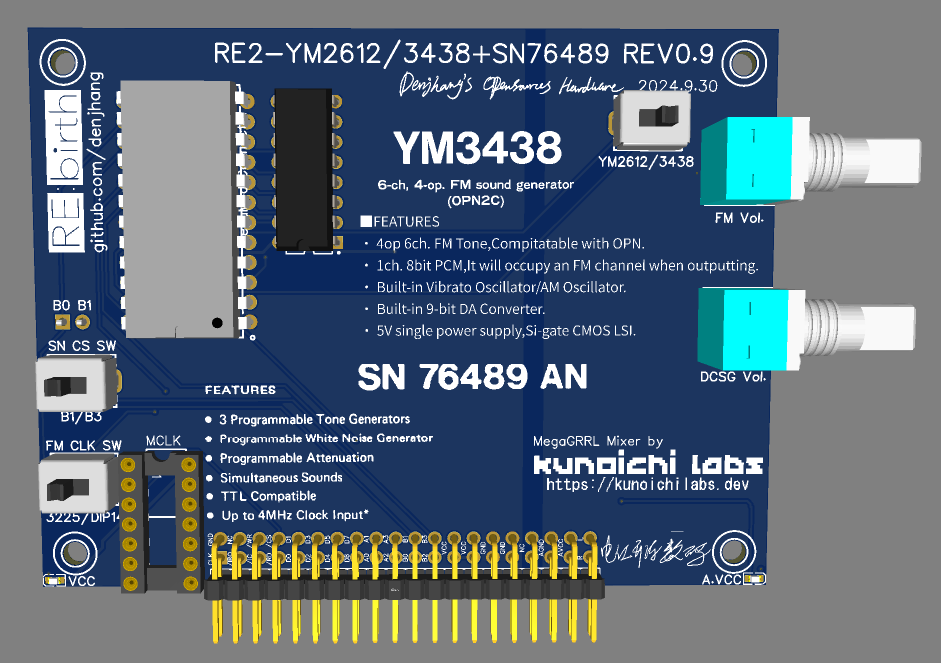 RE2-YM2612/3438+SN76489 REV0.9
Denjhang's Opensources Hardware 2024.9.30
RE:birth
github.com/denjhang
YM2612/3438
YM3438
6-ch, 4-op. FM sound generator
(OPN2C)
FM Vol.
■FEATURES
・ 4op 6ch. FM Tone,Compitatable with OPN.
・ 1ch. 8bit PCM,It will occupy an FM channel when outputting.
・ Built-in Vibrato Oscillator/AM Oscillator.
・ Built-in 9-bit DA Converter.
・ 5V single power supply,Si-gate CMOS LSI.
B0 B1
SN CS SW
B1/B3
DCSG Vol.
SN 76489 AN
FEATURES
● 3 Programmable Tone Generators
● Programmable White Noise Generator
● Programmable Attenuation
● Simultaneous Sounds
● TTL Compatible
● Up to 4MHz Clock Input*
FM CLK SW
MCLK
3225/DIP14
MegaGRRL Mixer by
kunoichi labs
https://kunoichilabs.dev
VCC
A.VCC